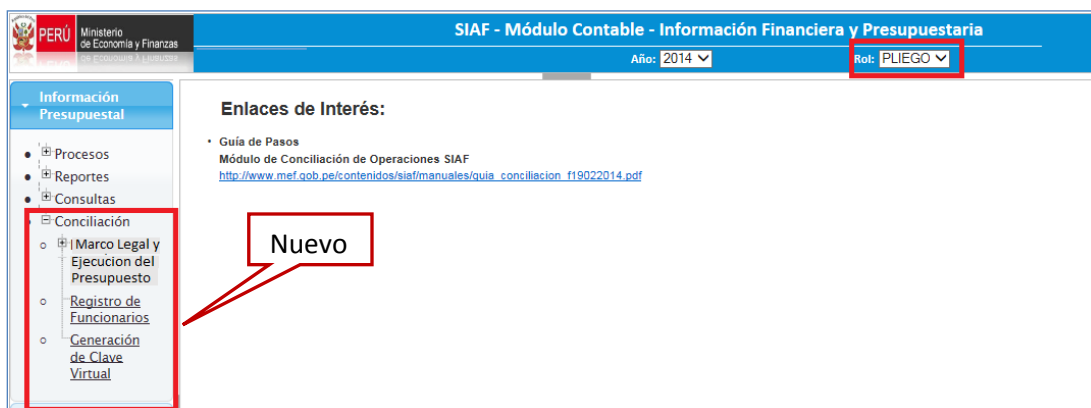 PERÚ
Ministerio
de Economía y Finanzas
SIAF - Módulo Contable - Información Financiera y Presupuestaria
Año: 2014
Rol: PLIEGO
Información
Presupuestal
Procesos
Reportes
Consultas
Conciliación
Marco Legal y
Ejecucion del
Presupuesto
Registro de
Funcionarios
Generación
de Clave
Virtual
Enlaces de Interés:
Guía de Pasos
Módulo de Conciliación de Operaciones SIAF
http://www.mef.gob.pe/contenidos/siaf/manuales/guia_conciliacion_f19022014.pdf
Nuevo